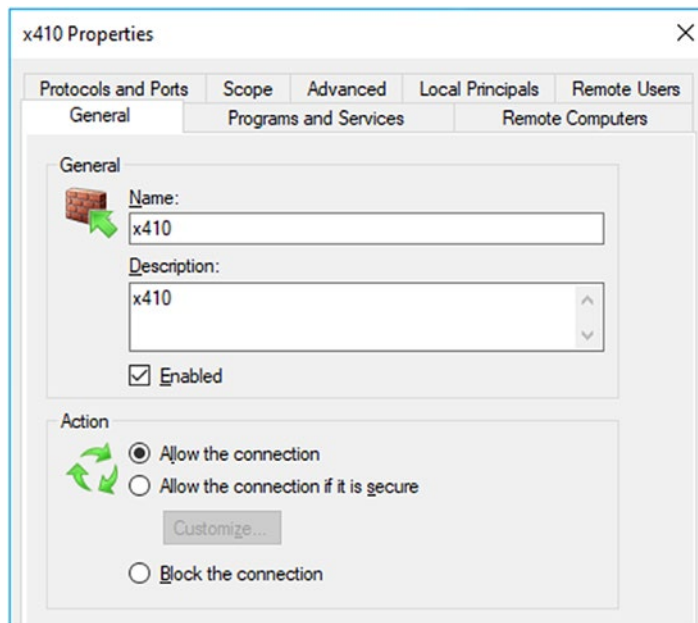 x410 Properties
Protocols and Ports Scope Advanced Local Principals Remote Users
General Programs and Services Remote Computers
General
Name:
x410
Description:
x410
Enabled
Action
Allow the connection
Allow the connection if it is secure
Customize...
Block the connection